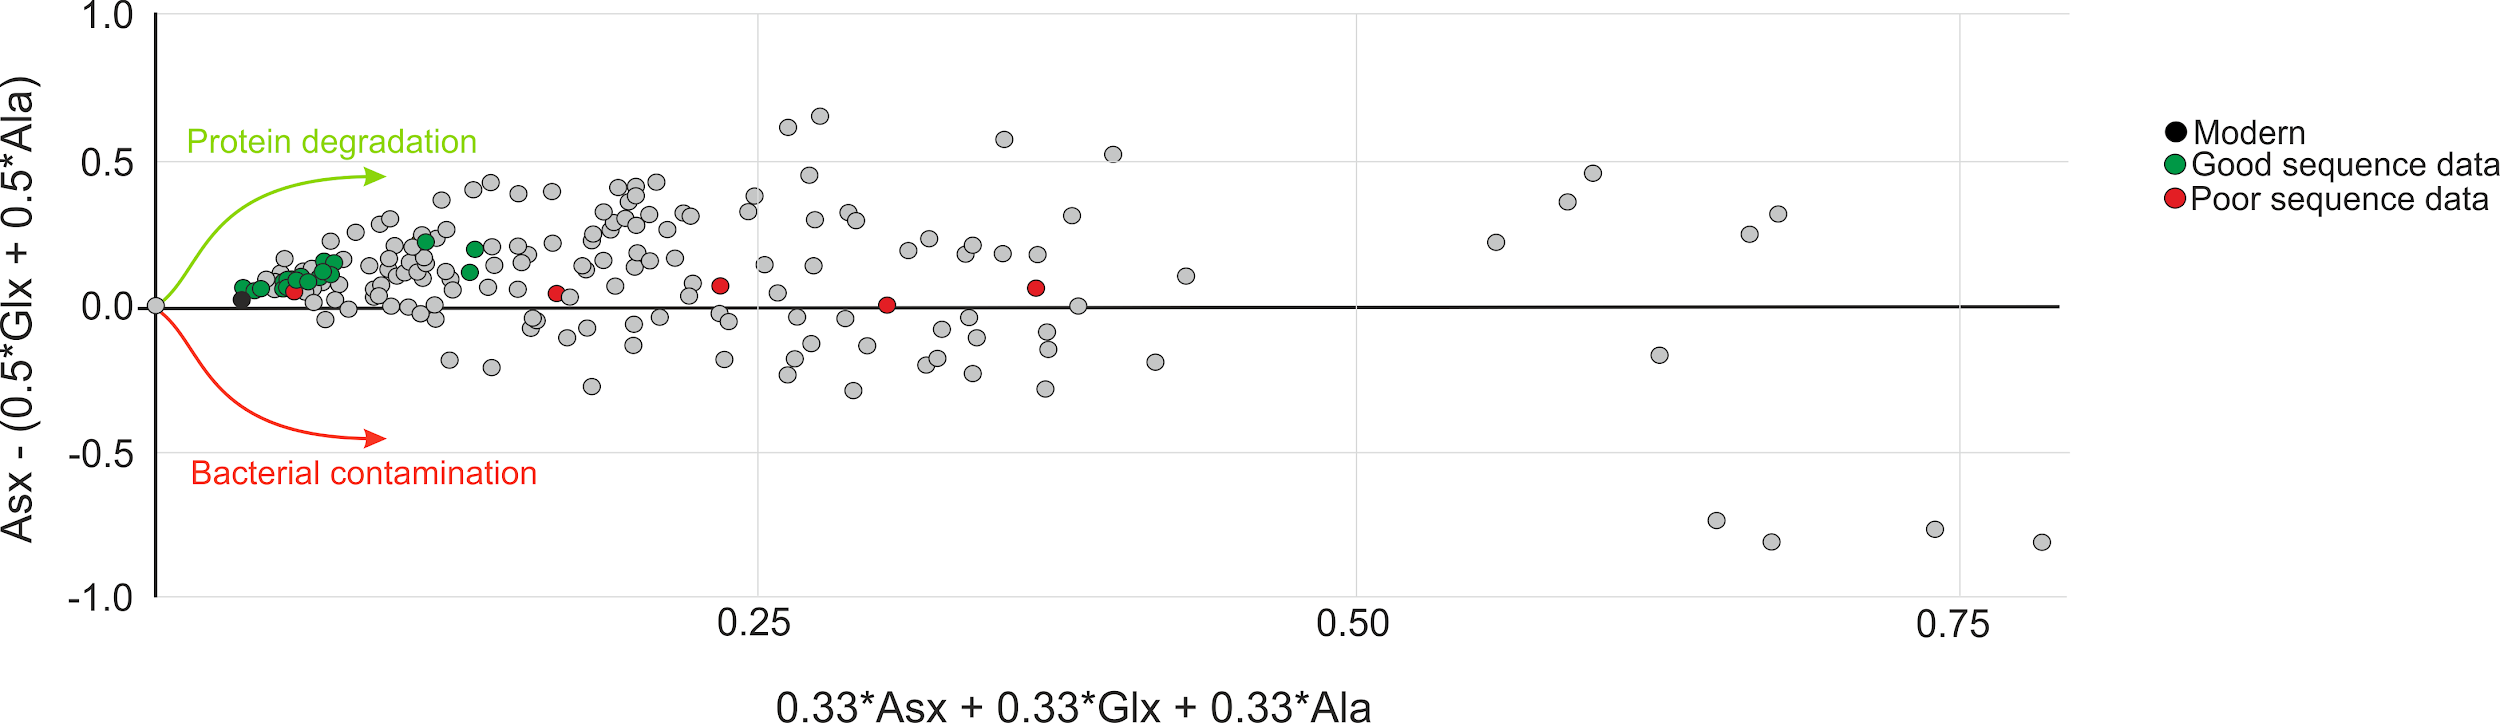 1.0
0.5
0.0
-0.5
-1.0
Asx - (0.5*Glx + 0.5*Ala)
Protein degradation
Bacterial contamination
Modern
Good sequence data
Poor sequence data
0.25
0.50
0.75
0.33*Asx + 0.33*Glx + 0.33*Ala